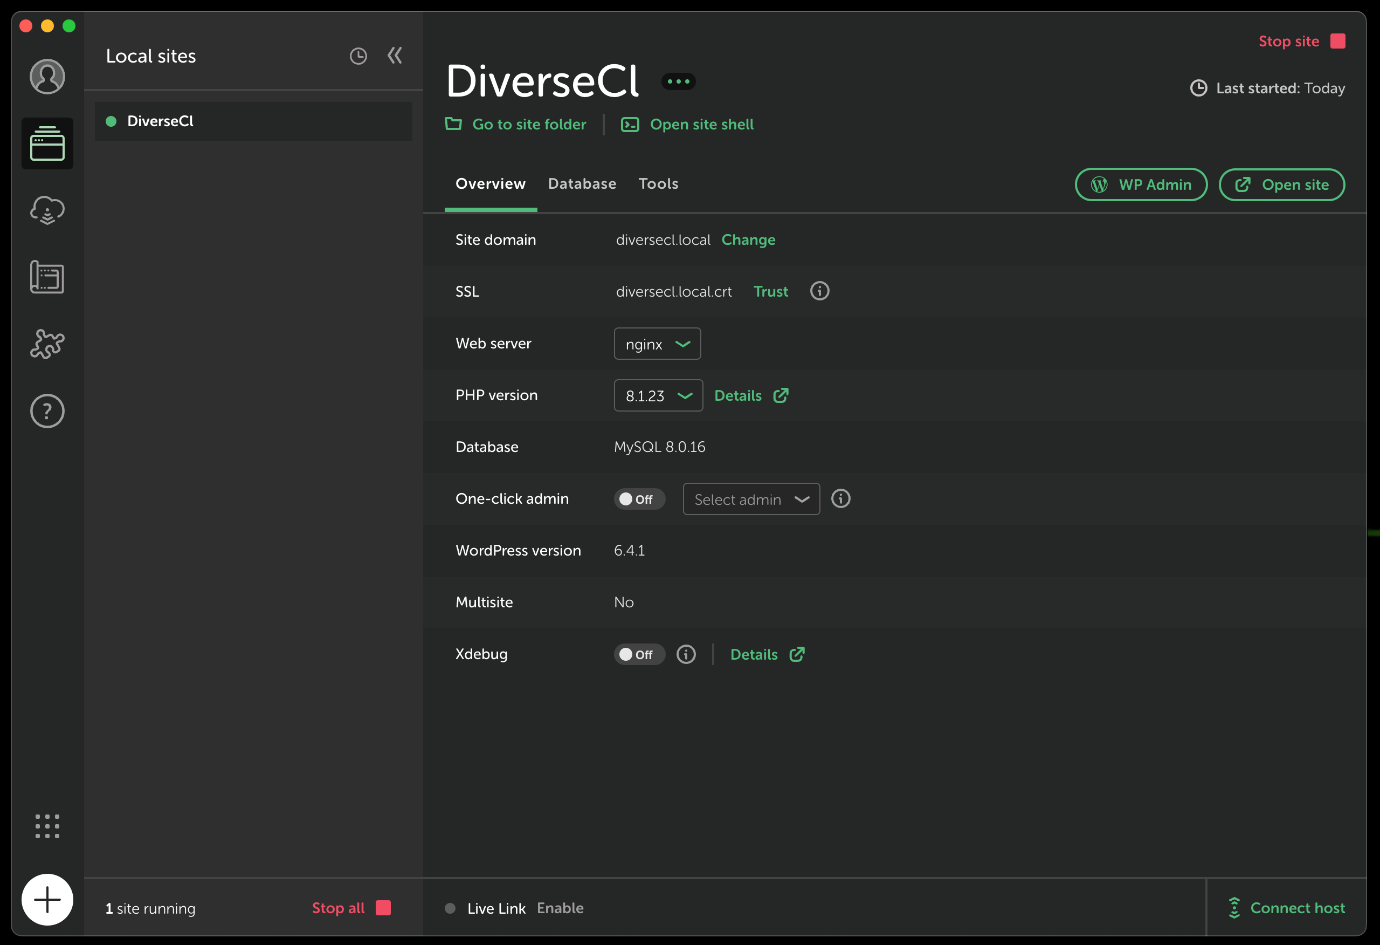 Local sites
DiverseCl
1 site running
Stop all
Stop site
DiverseCl
Last started: Today
Go to site folder
Open site shell
Overview Database Tools
WP Admin
Open site
Site domain diversecl.local Change
SSL diversecl.local.crt Trust
Web server nginx
PHP version 8.1.23 Details
Database MySQL 8.0.16
One-click admin Off Select admin
WordPress version 6.4.1
Multisite No
Xdebug Off Details
Live Link Enable
Connect host